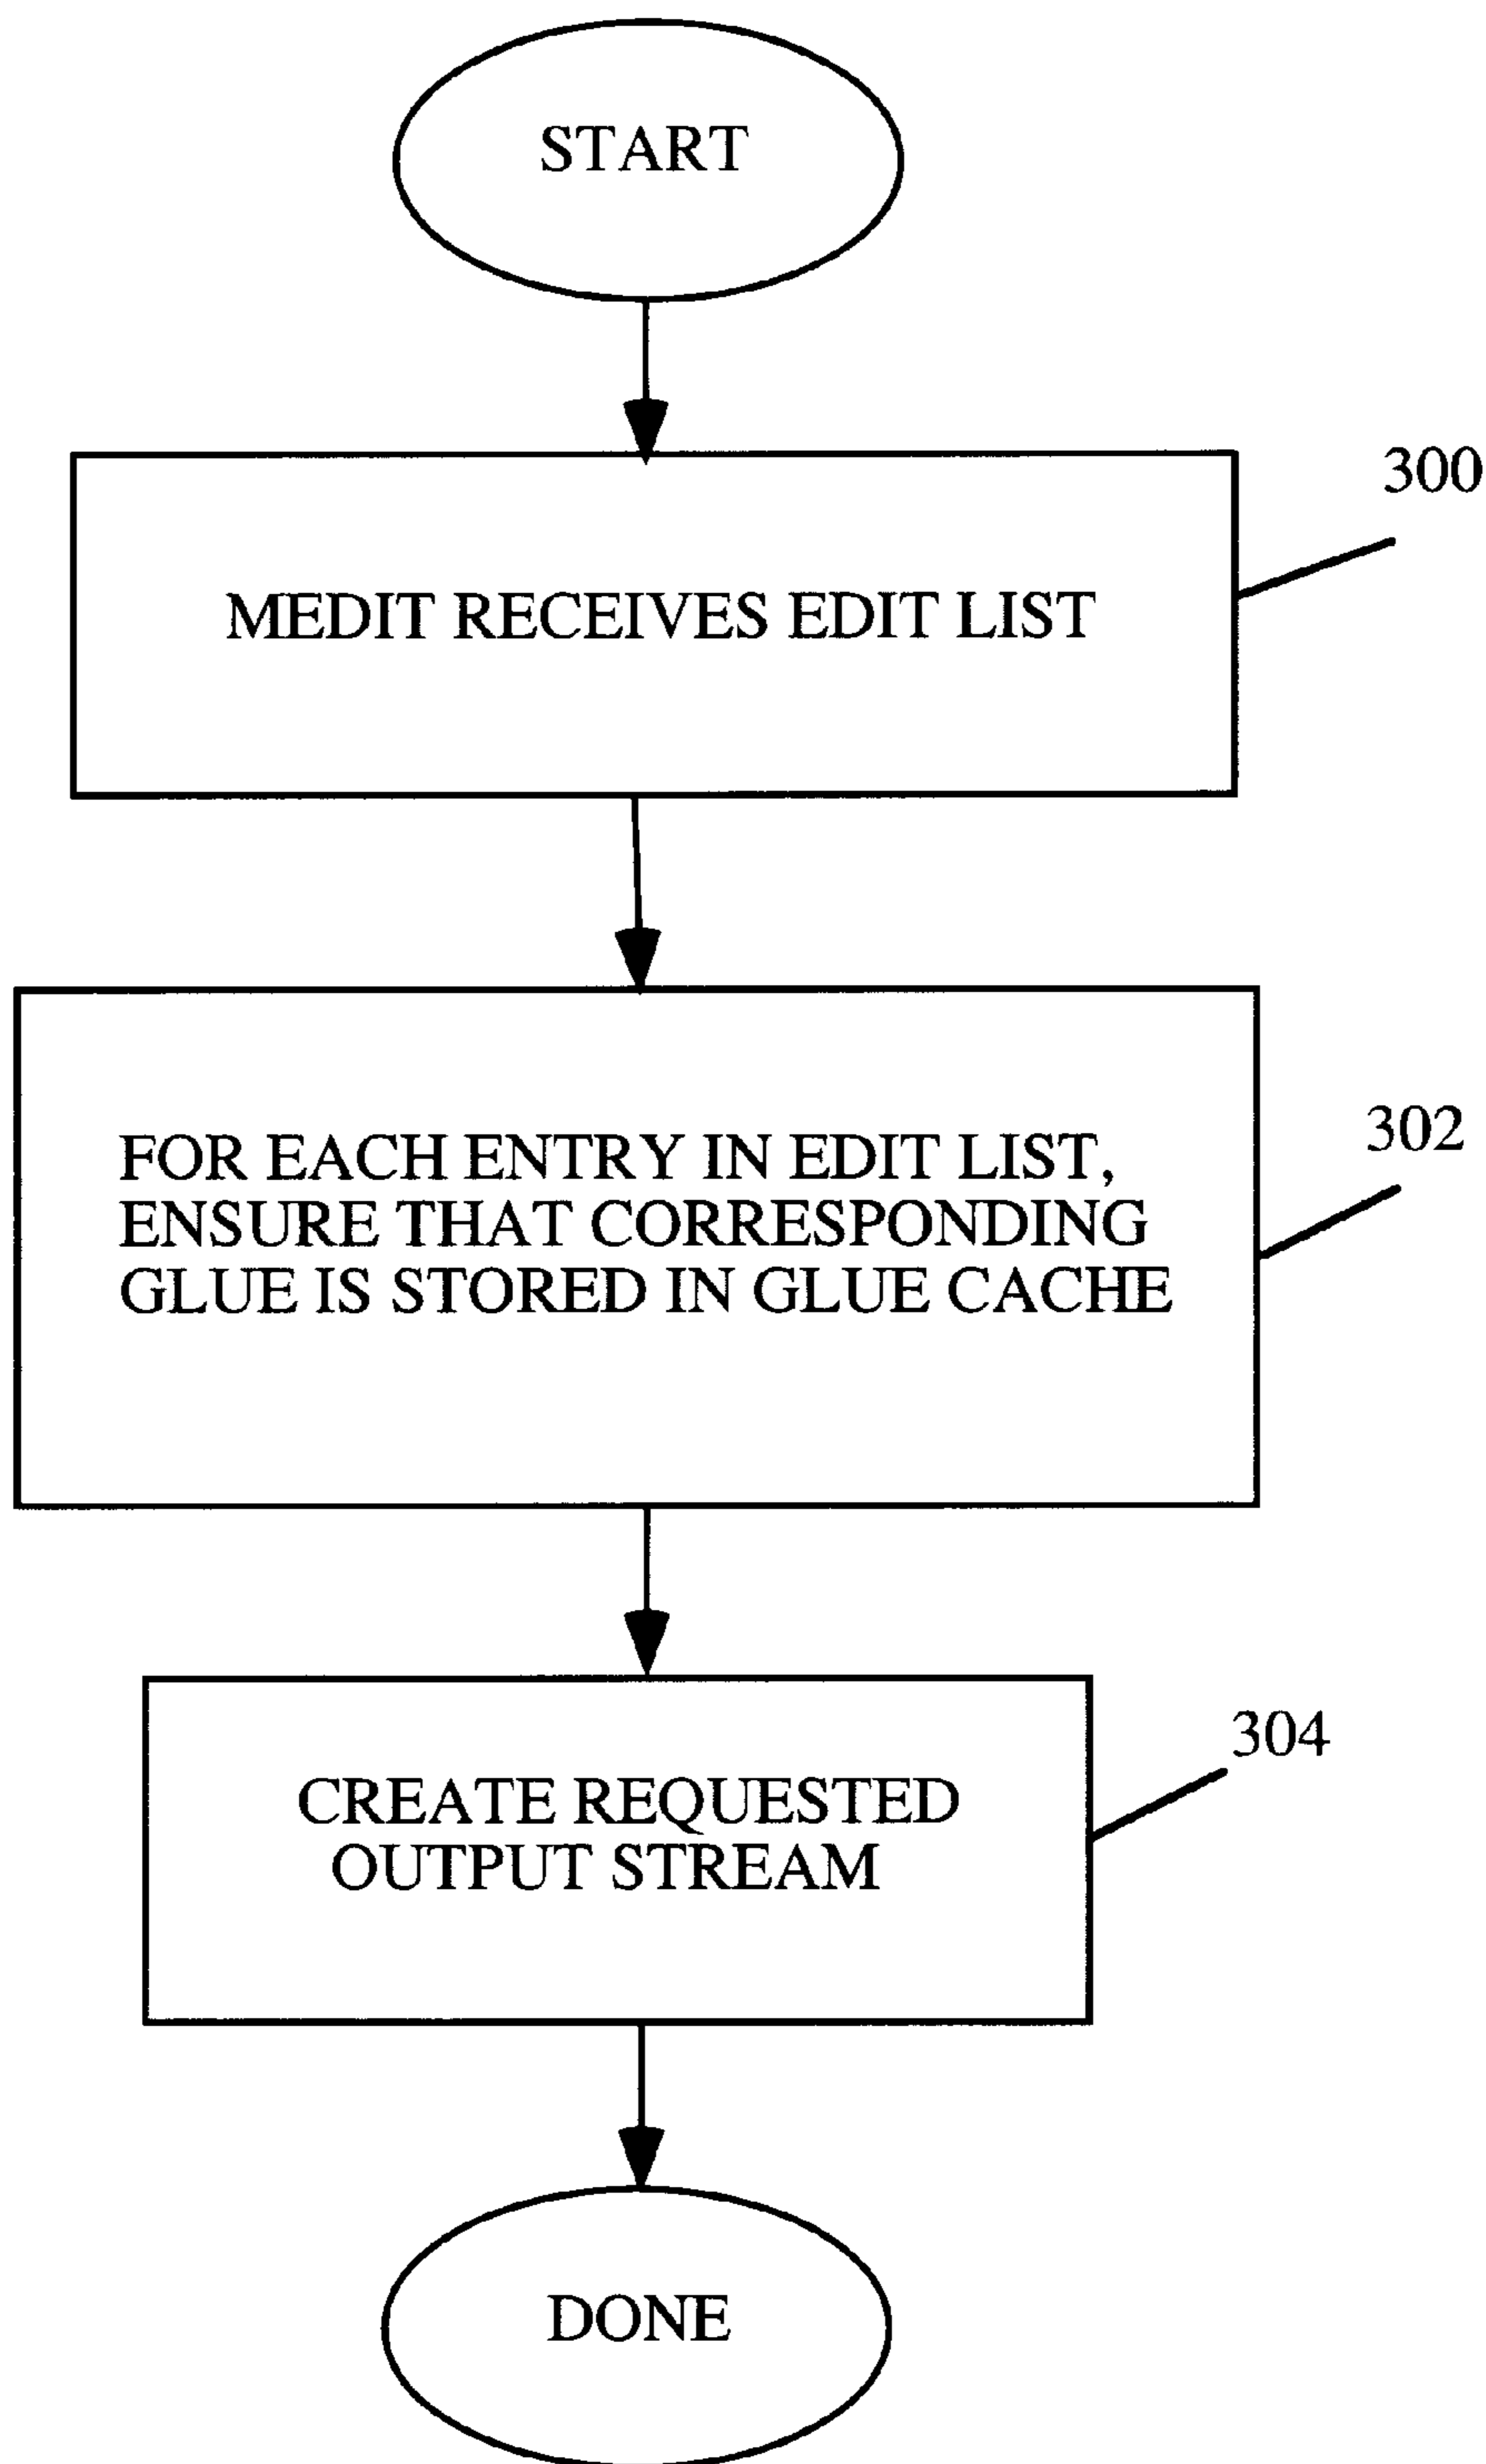 START
300
MEDIT RECEIVES EDIT LIST
302
FOR EACH ENTRY IN EDIT LIST,
ENSURE THAT CORRESPONDING
GLUE IS STORED IN GLUE CACHE
304
CREATE REQUESTED
OUTPUT STREAM
DONE